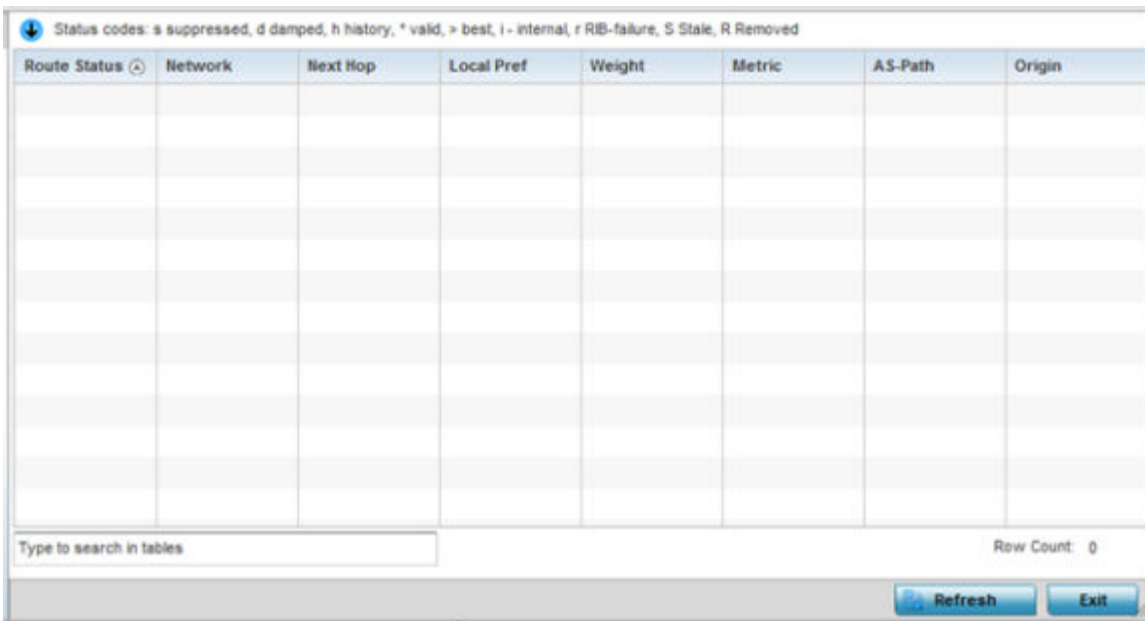 Status codes: s suppressed, d damped, h history, * valid, > best, i - internal, r RIB-failure, S Stale, R Removed
Route Status Network Next Hop Local Pref Weight Metric AS-Path Origin
Type to search in tables Row Count: 0
Refresh Exit